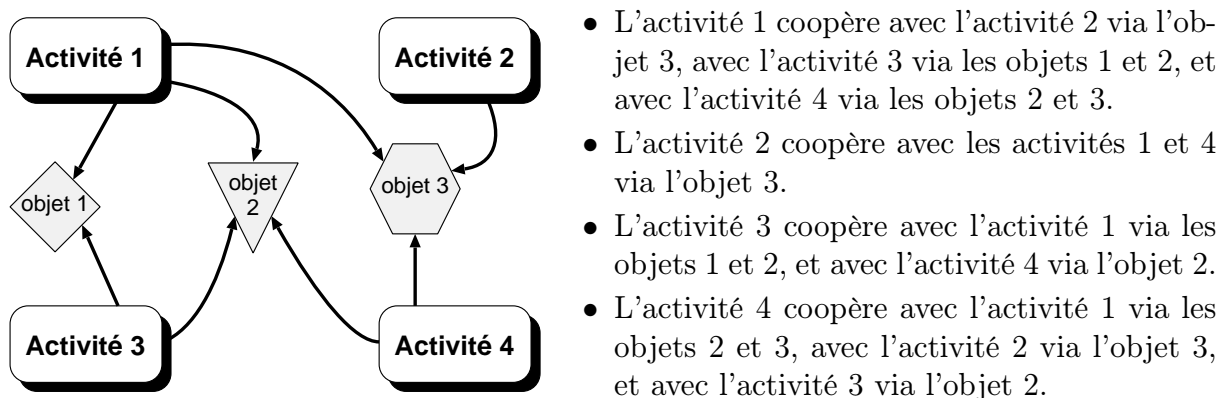 Activité 1
Activité 2
objet 1
objet
2
objet 3
Activité 3
Activité 4
• L'activité 1 coopère avec l'activité 2 via l'ob-
jet 3, avec l'activité 3 via les objets 1 et 2, et
avec l'activité 4 via les objets 2 et 3.
• L'activité 2 coopère avec les activités 1 et 4
via l'objet 3.
• L'activité 3 coopère avec l'activité 1 via les
objets 1 et 2, et avec l'activité 4 via l'objet 2.
• L'activité 4 coopère avec l'activité 1 via les
objets 2 et 3, avec l'activité 2 via l'objet 3,
et avec l'activité 3 via l'objet 2.